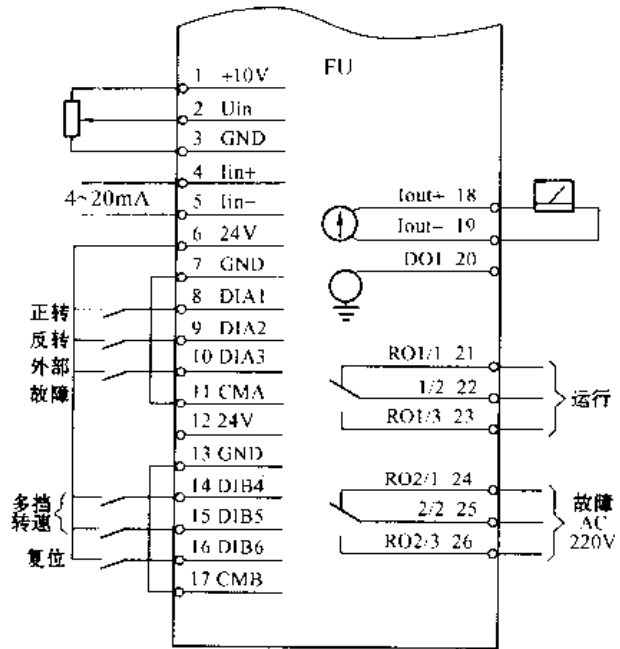 FU
1 +10V
2 Uin
3 GND
4 Iin+
4~20mA
5 Iin−
6 24V
7 GND
正转
8 DIA1
反转
9 DIA2
外部
故障
10 DIA3
11 CMA
12 24V
13 GND
多挡
转速
14 DIB4
15 DIB5
复位
16 DIB6
17 CMB
Iout+ 18
Iout− 19
DO1 20
RO1/1 21
1/2 22
RO1/3 23
运行
RO2/1 24
2/2 25
RO2/3 26
故障
AC
220V